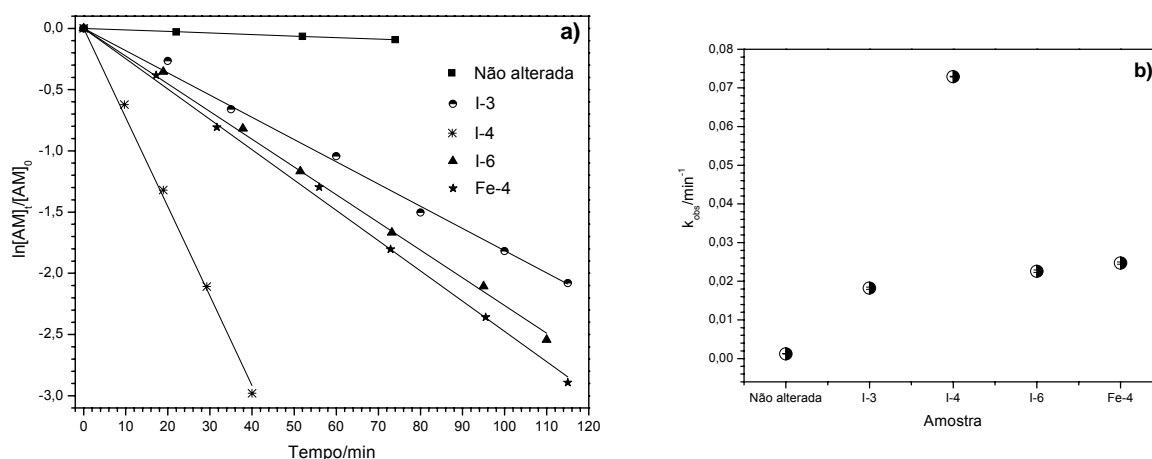 a)
ln[AM]t/[AM]0
0,0
-0,5
-1,0
-1,5
-2,0
-2,5
-3,0
Não alterada
I-3
I-4
I-6
Fe-4
0 10 20 30 40 50 60 70 80 90 100 110 120
Tempo/min
b)
kobs/min-1
0,08
0,07
0,06
0,05
0,04
0,03
0,02
0,01
0,00
Não alterada I-3 I-4 I-6 Fe-4
Amostra